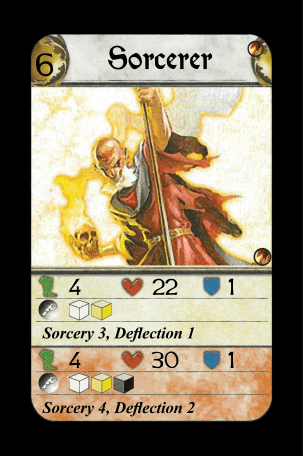 6 Sorcerer
4 22 1
Sorcery 3, Deflection 1
4 30 1
Sorcery 4, Deflection 2